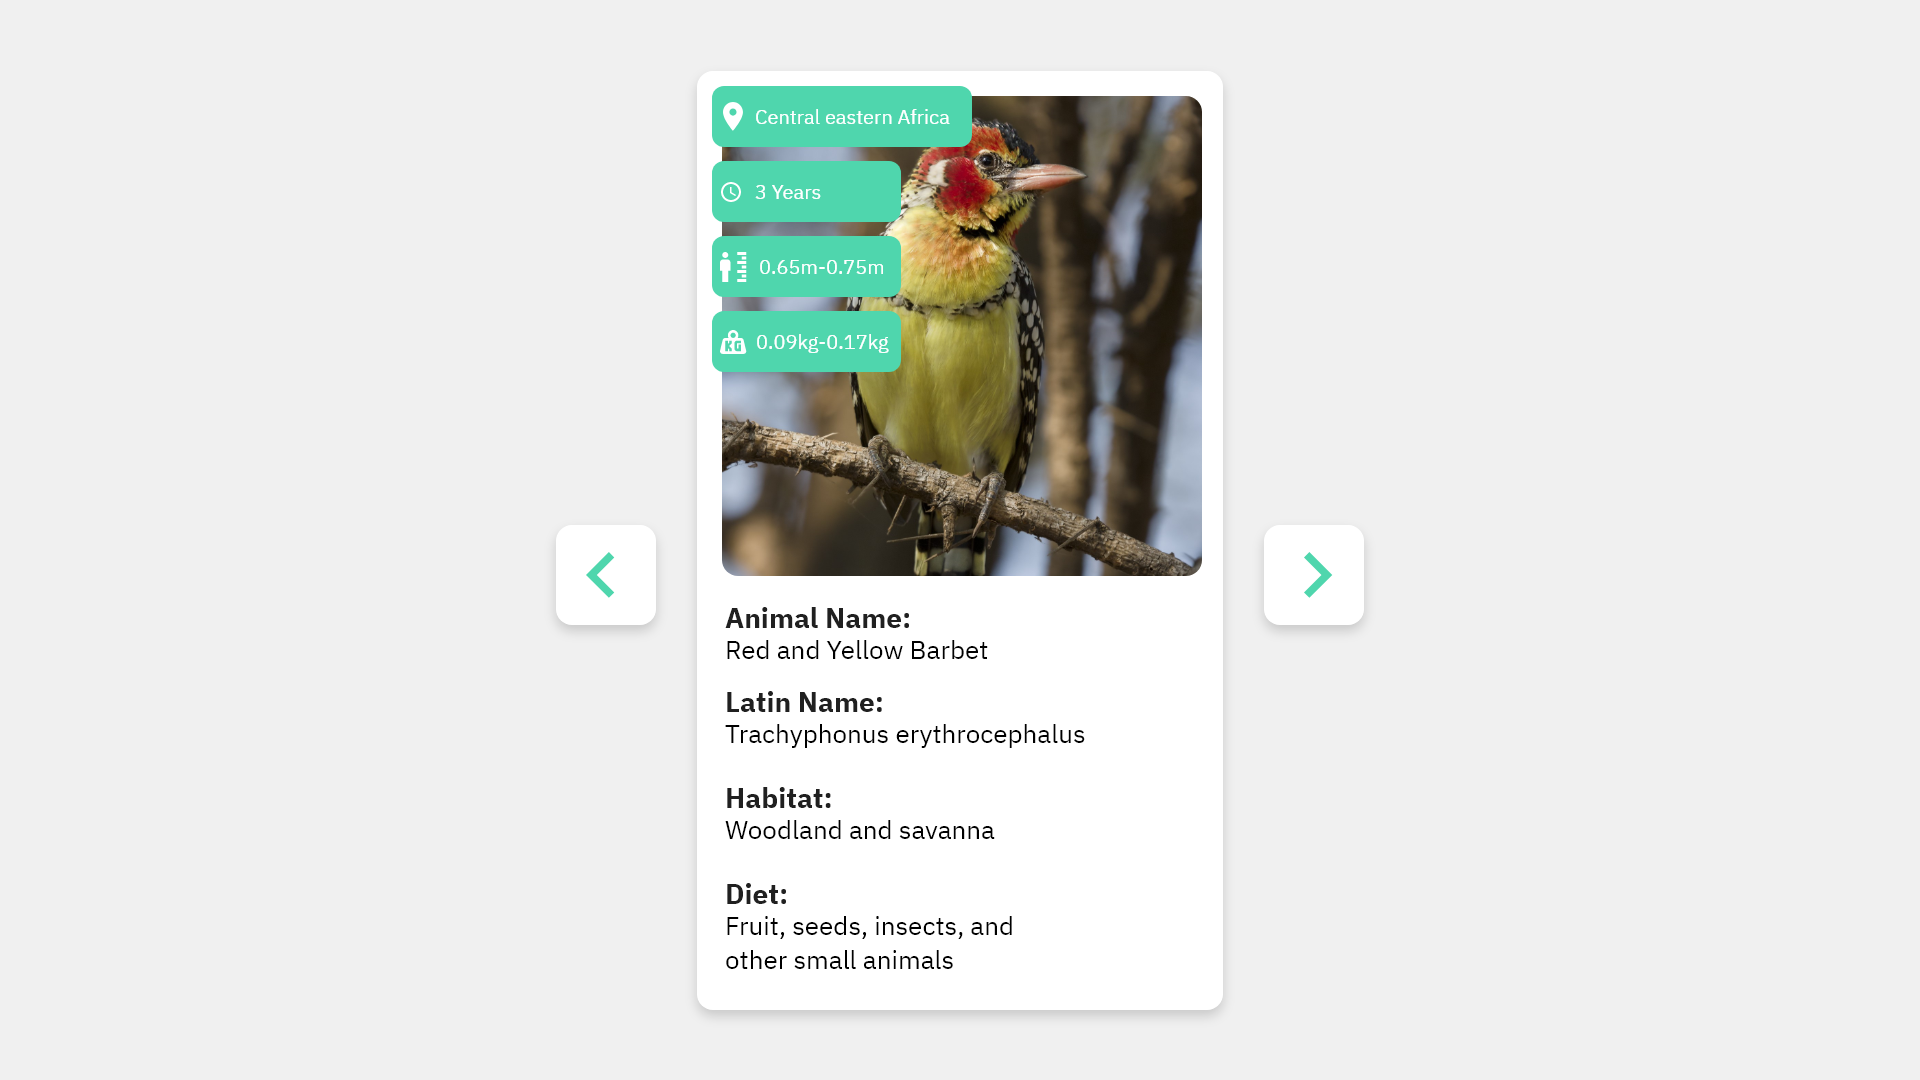 Central eastern Africa
3 Years
0.65m-0.75m
KG 0.09kg-0.17kg
Animal Name:
Red and Yellow Barbet
Latin Name:
Trachyphonus erythrocephalus
Habitat:
Woodland and savanna
Diet:
Fruit, seeds, insects, and
other small animals